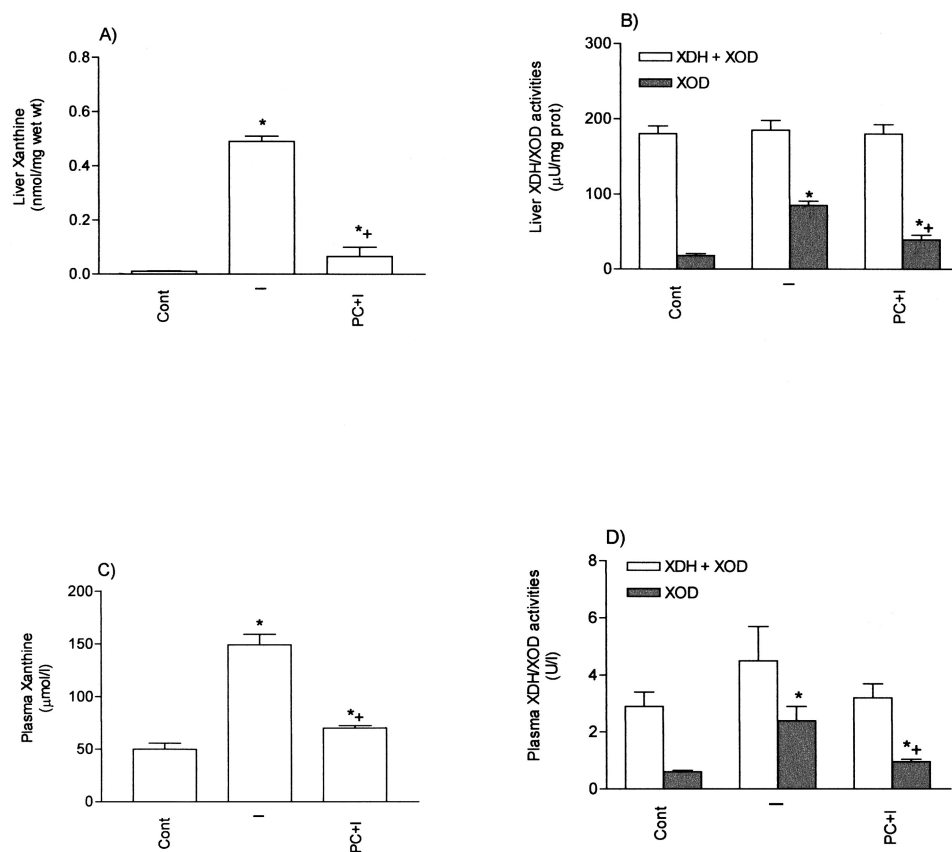 A)
Liver Xanthine
(nmol/mg wet wt)
0.8
0.6
0.4
0.2
0.0
*
*+
Cont
I
PC+I
B)
Liver XDH/XOD activities
(μU/mg prot)
300
200
100
0
XDH + XOD
XOD
*
*+
Cont
I
PC+I
C)
Plasma Xanthine
(μmol/l)
200
150
100
50
0
*
*+
Cont
I
PC+I
D)
Plasma XDH/XOD activities
(U/l)
8
6
4
2
0
XDH + XOD
XOD
*
*+
Cont
I
PC+I